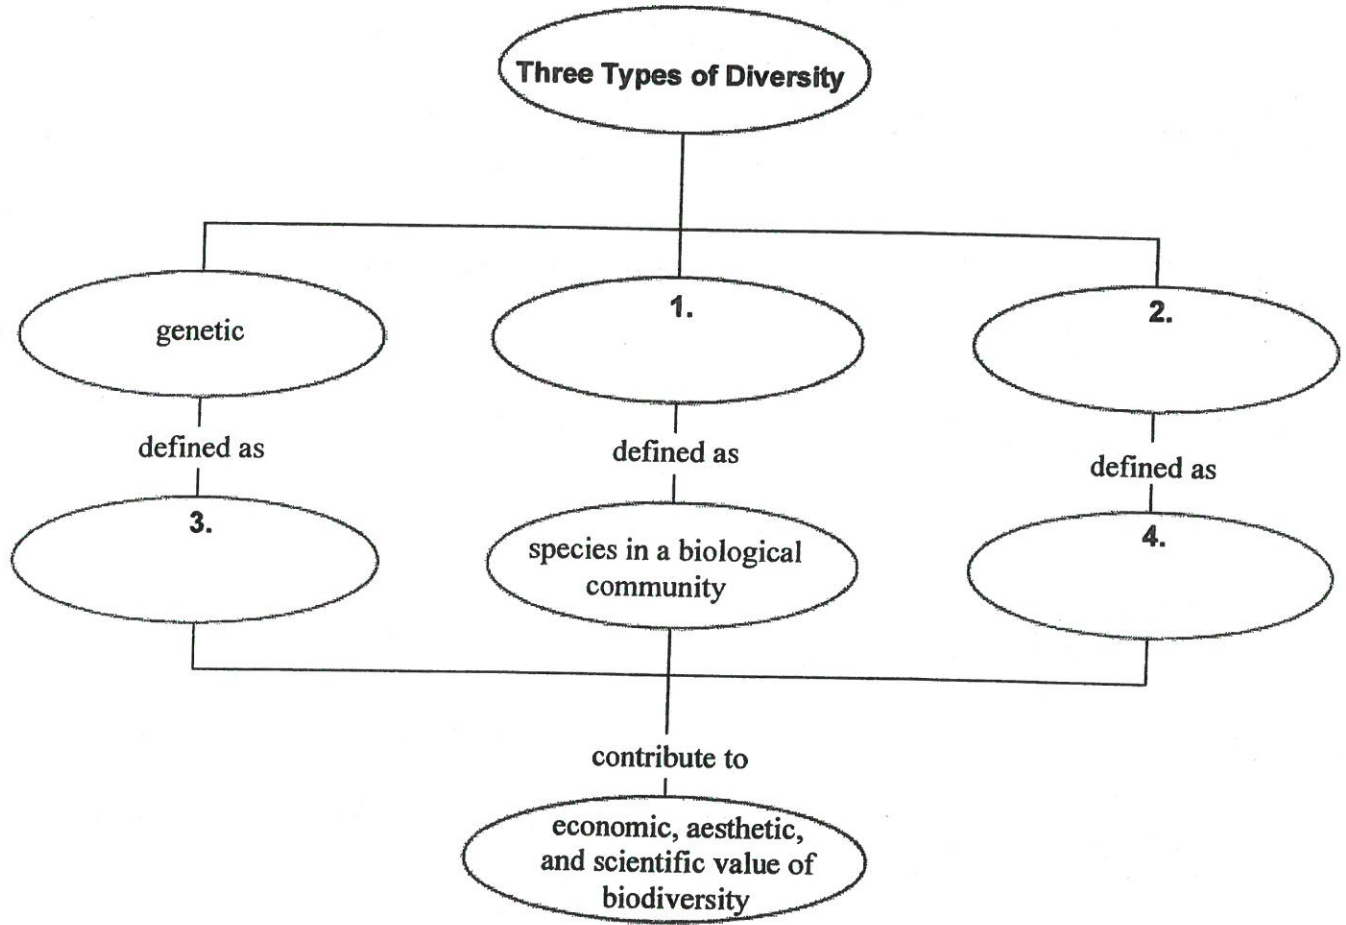 Three Types of Diversity
genetic
1.
2.
defined as
defined as
defined as
3.
species in a biological
community
4.
contribute to
economic, aesthetic,
and scientific value of
biodiversity